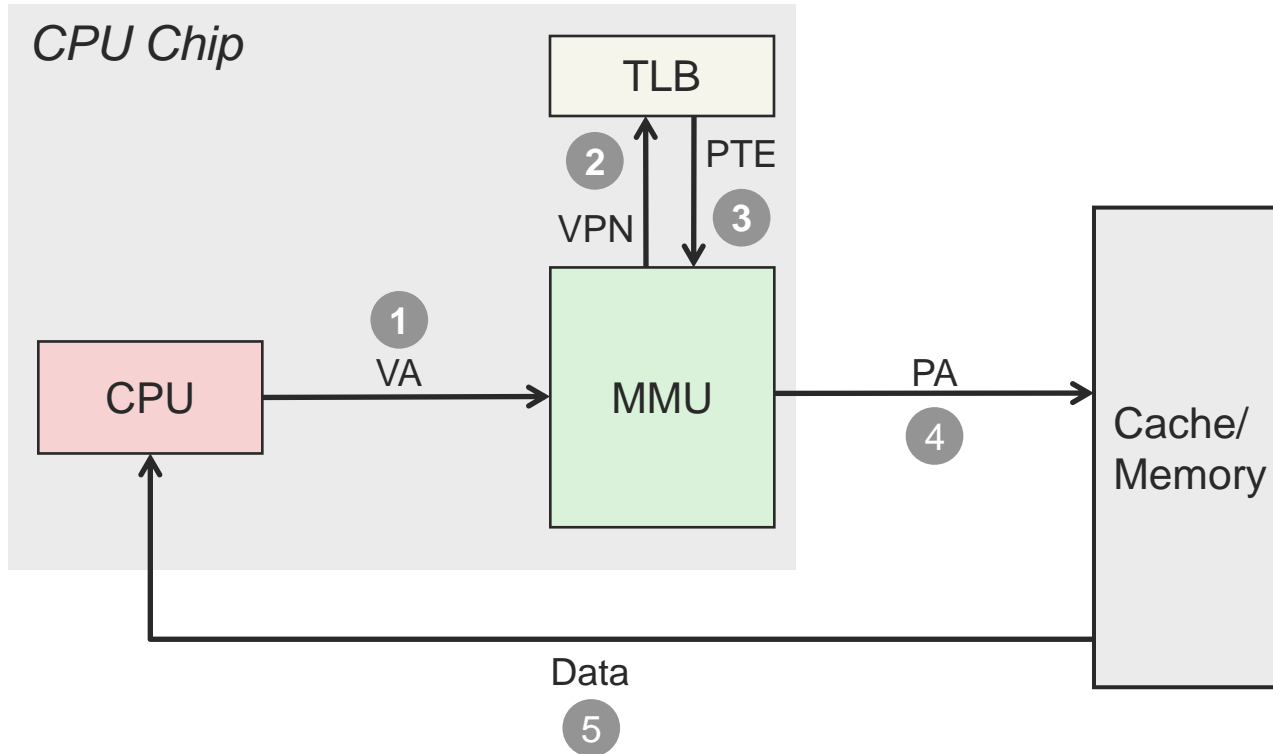 CPU Chip
TLB
2
PTE
VPN
3
1
VA
CPU
MMU
PA
4
Cache/
Memory
Data
5